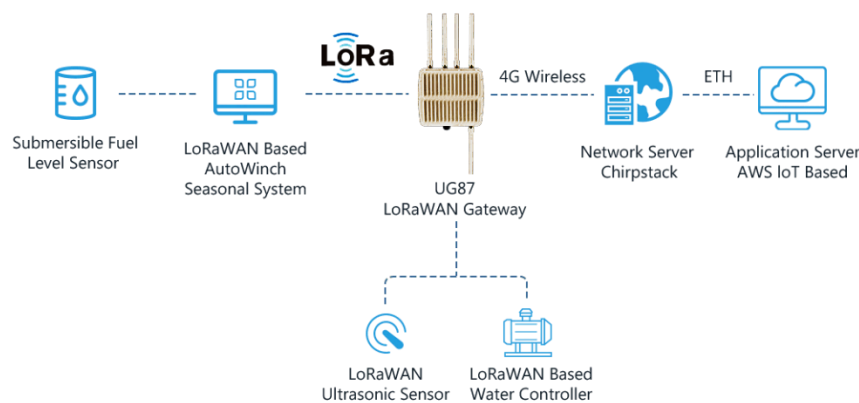 LoRa
4G Wireless
ETH
Submersible Fuel
Level Sensor
LoRaWAN Based
AutoWinch
Seasonal System
UG87
LoRaWAN Gateway
Network Server
Chirpstack
Application Server
AWS IoT Based
LoRaWAN
Ultrasonic Sensor
LoRaWAN Based
Water Controller